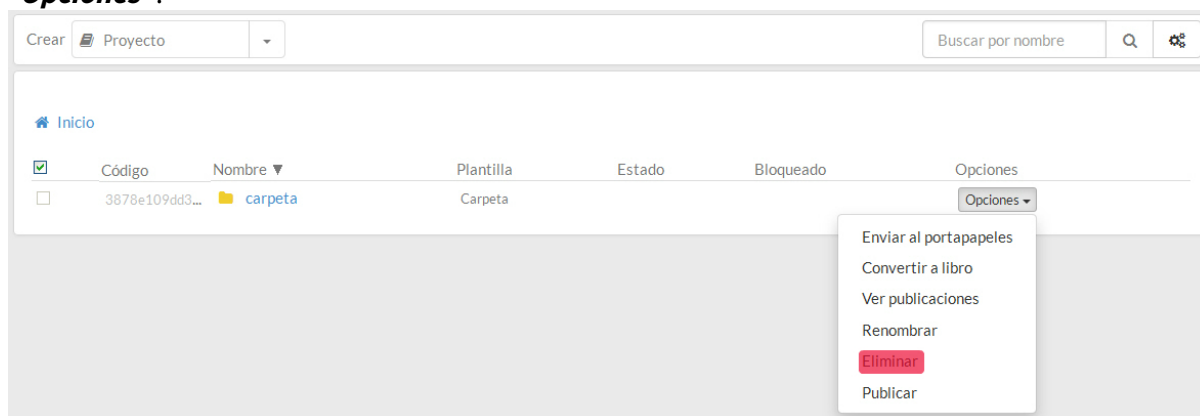 "Opciones".
Crear Proyecto Buscar por nombre
Inicio
Código Nombre ▼ Plantilla Estado Bloqueado Opciones
3878e109dd3... carpeta Carpeta Opciones
Enviar al portapapeles
Convertir a libro
Ver publicaciones
Renombrar
Eliminar
Publicar